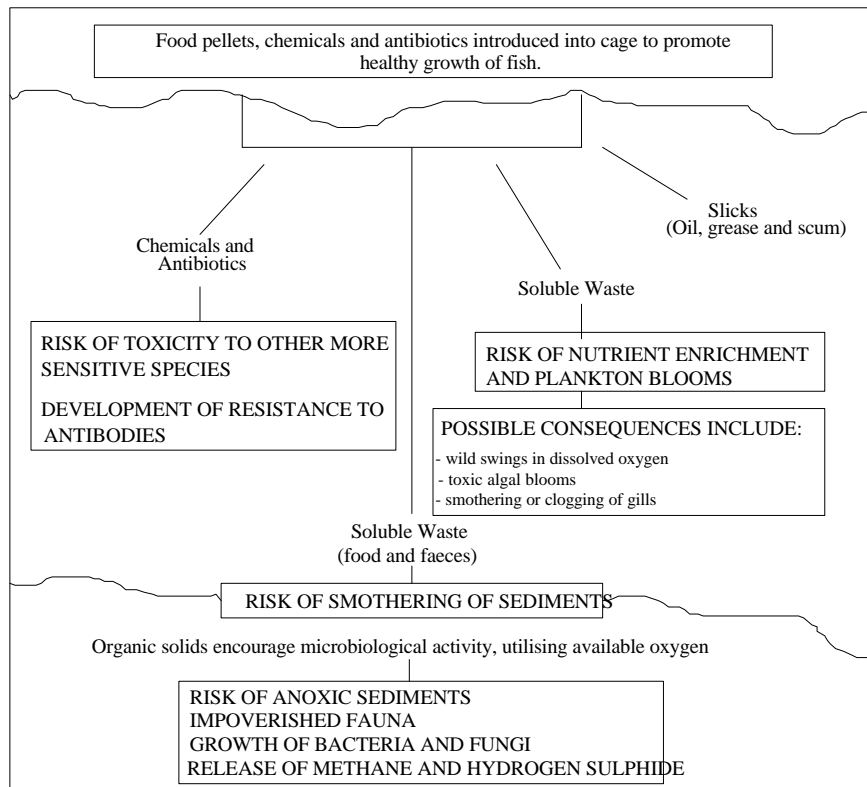 Food pellets, chemicals and antibiotics introduced into cage to promote
healthy growth of fish.
Slicks
(Oil, grease and scum)
Chemicals and
Antibiotics
Soluble Waste
RISK OF TOXICITY TO OTHER MORE
SENSITIVE SPECIES
DEVELOPMENT OF RESISTANCE TO
ANTIBODIES
RISK OF NUTRIENT ENRICHMENT
AND PLANKTON BLOOMS
POSSIBLE CONSEQUENCES INCLUDE:
- wild swings in dissolved oxygen
- toxic algal blooms
- smothering or clogging of gills
Soluble Waste
(food and faeces)
RISK OF SMOTHERING OF SEDIMENTS
Organic solids encourage microbiological activity, utilising available oxygen
RISK OF ANOXIC SEDIMENTS
IMPOVERISHED FAUNA
GROWTH OF BACTERIA AND FUNGI
RELEASE OF METHANE AND HYDROGEN SULPHIDE